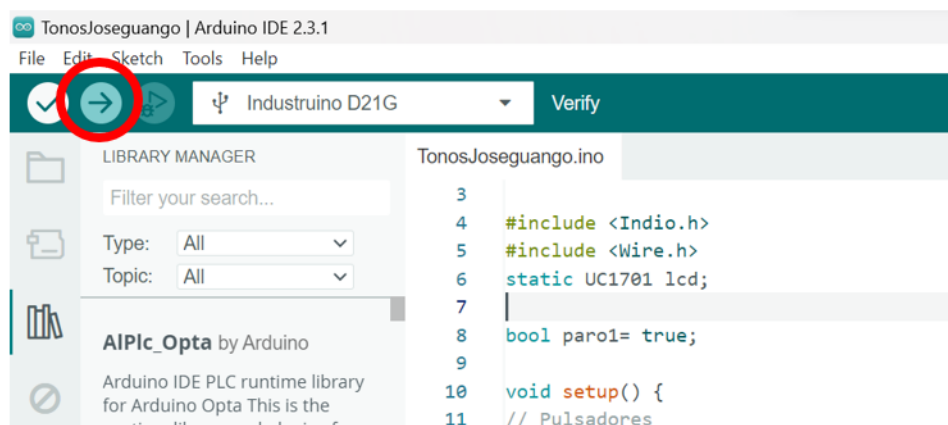 TonosJoseguango | Arduino IDE 2.3.1
File Edit Sketch Tools Help
Industruino D21G
Verify
LIBRARY MANAGER
Filter your search...
Type: All
Topic: All
AlPlc_Opta by Arduino
Arduino IDE PLC runtime library
for Arduino Opta This is the
TonosJoseguango.ino
3
4 #include <Indio.h>
5 #include <Wire.h>
6 static UC1701 lcd;
7
8 bool paro1= true;
9
10 void setup() {
11 // Pulsadores